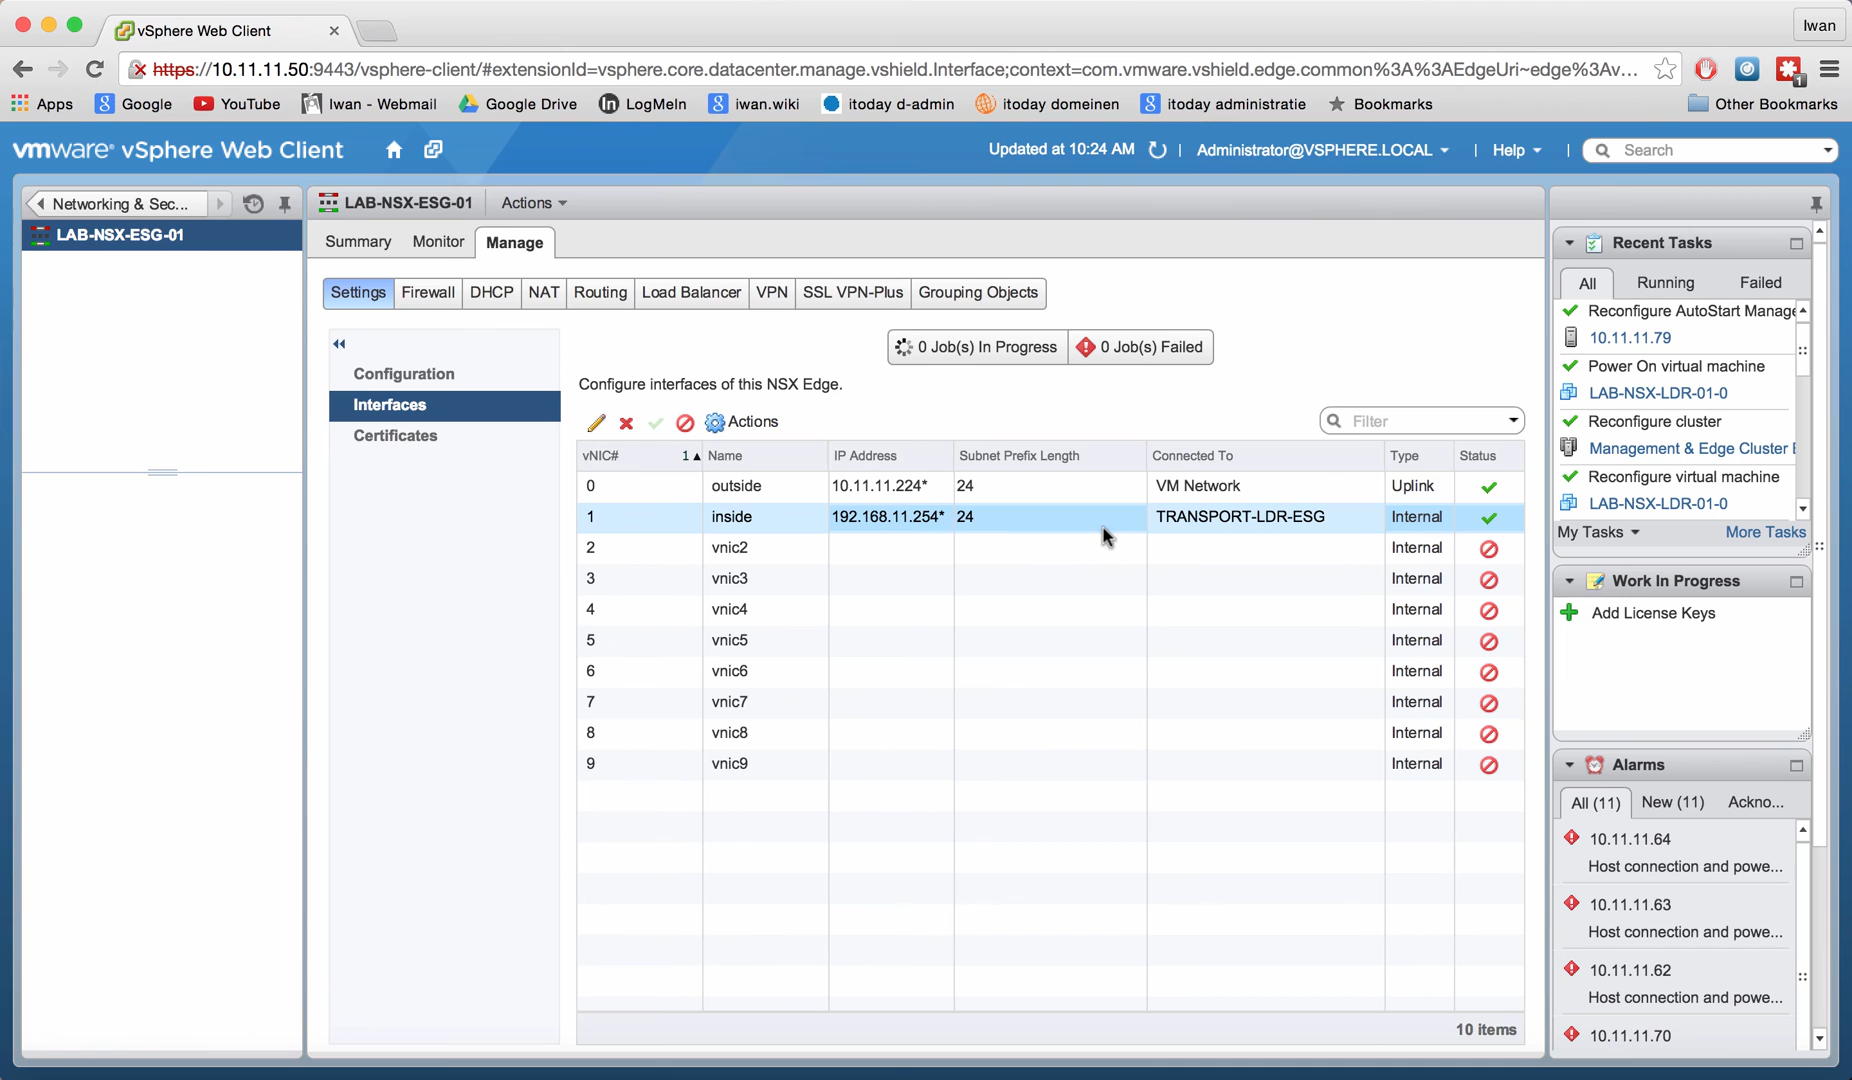 vSphere Web Client
Iwan
https://10.11.11.50:9443/vsphere-client/#extensionId=vsphere.core.datacenter.manage.vshield.Interface;context=com.vmware.vshield.edge.common%3A%3AEdgeUri~edge%3Av...
1
Apps Google YouTube Iwan - Webmail Google Drive LogMeIn iwan.wiki itoday d-admin itoday domeinen itoday administratie Bookmarks Other Bookmarks
vmware vSphere Web Client
Updated at 10:24 AM | Administrator@VSPHERE.LOCAL | Help | Search
Networking & Sec...
LAB-NSX-ESG-01
LAB-NSX-ESG-01 Actions
Summary Monitor Manage
Settings Firewall DHCP NAT Routing Load Balancer VPN SSL VPN-Plus Grouping Objects
Configuration
Interfaces
Certificates
0 Job(s) In Progress 0 Job(s) Failed
Configure interfaces of this NSX Edge.
Actions
Filter
vNIC# 1 Name IP Address Subnet Prefix Length Connected To Type Status
0 outside 10.11.11.224* 24 VM Network Uplink
1 inside 192.168.11.254* 24 TRANSPORT-LDR-ESG Internal
2 vnic2 Internal
3 vnic3 Internal
4 vnic4 Internal
5 vnic5 Internal
6 vnic6 Internal
7 vnic7 Internal
8 vnic8 Internal
9 vnic9 Internal
10 items
Recent Tasks
All Running Failed
Reconfigure AutoStart Manage
10.11.11.79
Power On virtual machine
LAB-NSX-LDR-01-0
Reconfigure cluster
Management & Edge Cluster
Reconfigure virtual machine
LAB-NSX-LDR-01-0
My Tasks More Tasks
Work In Progress
Add License Keys
Alarms
All (11) New (11) Ackno...
10.11.11.64
Host connection and powe...
10.11.11.63
Host connection and powe...
10.11.11.62
Host connection and powe...
10.11.11.70